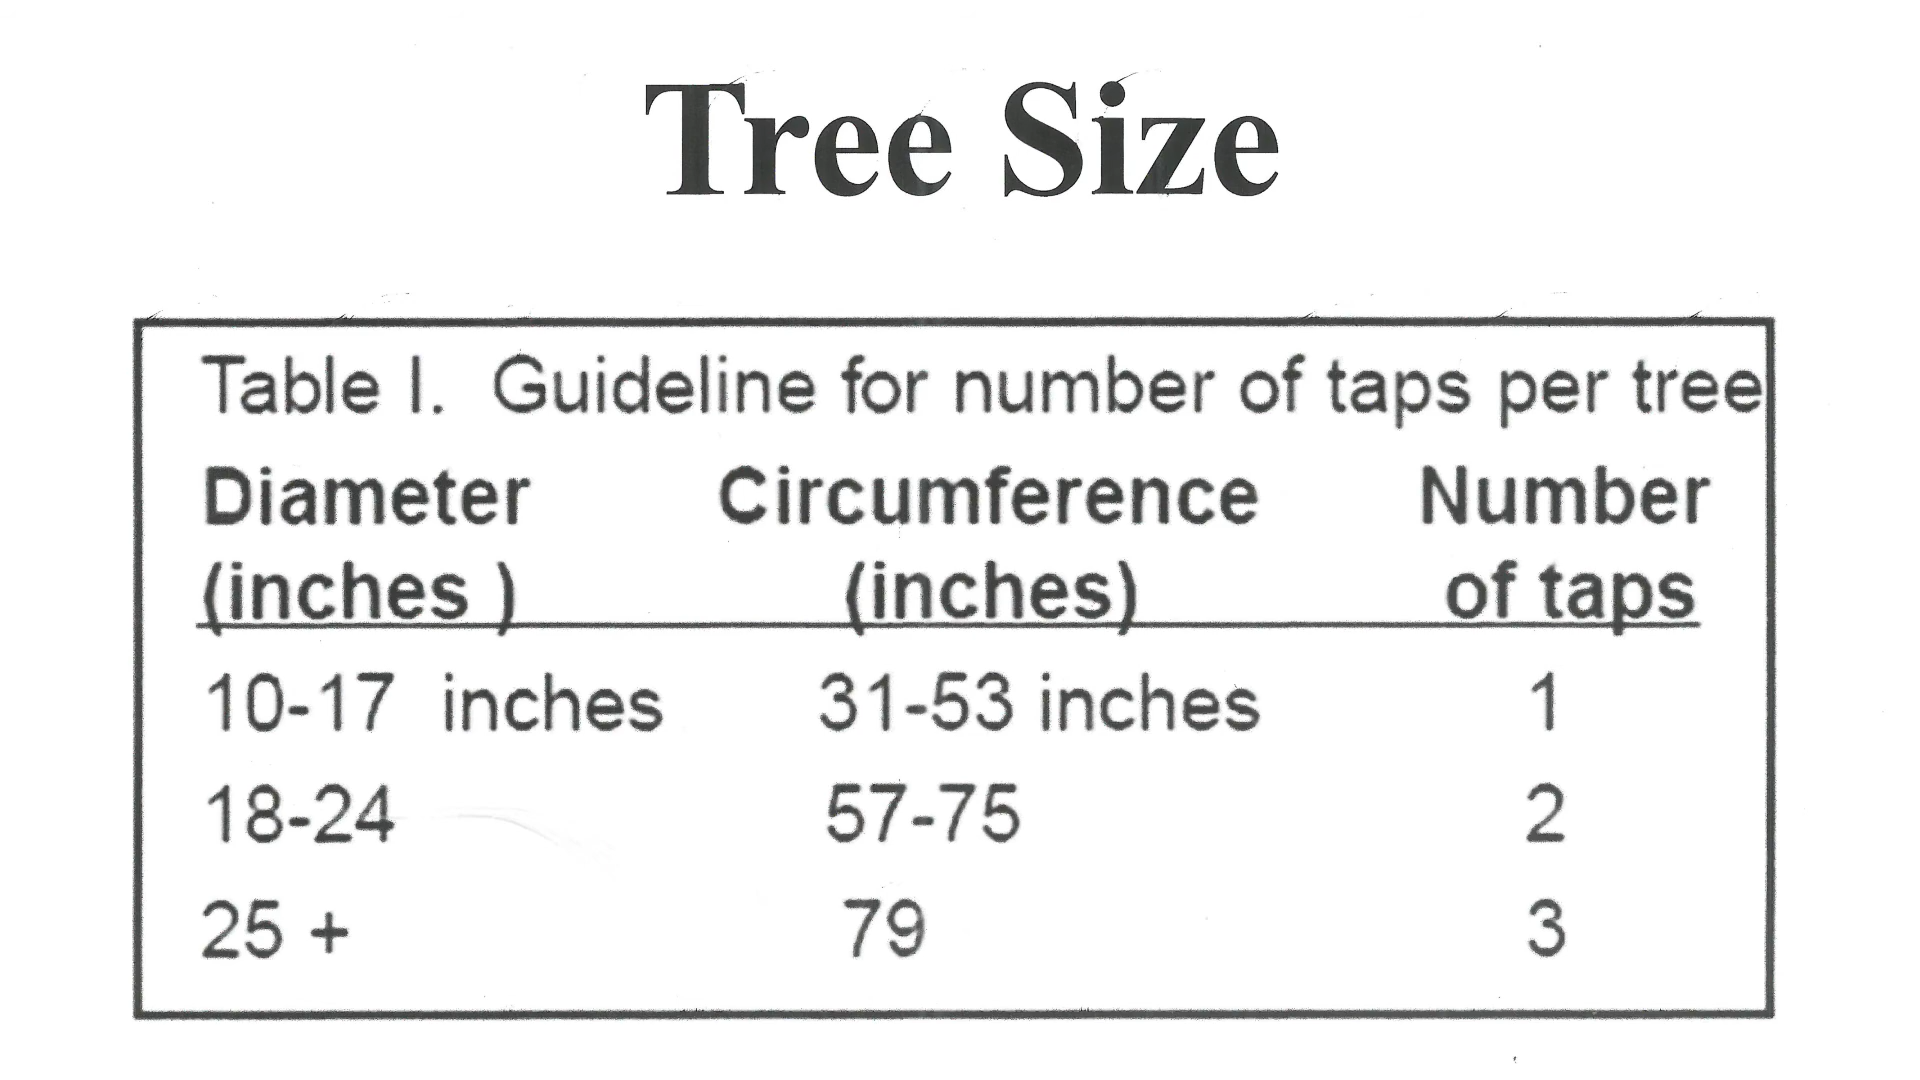 Tree Size
Table I. Guideline for number of taps per tree
Diameter Circumference Number
(inches ) (inches) of taps
10-17 inches 31-53 inches 1
18-24 57-75 2
25 + 79 3